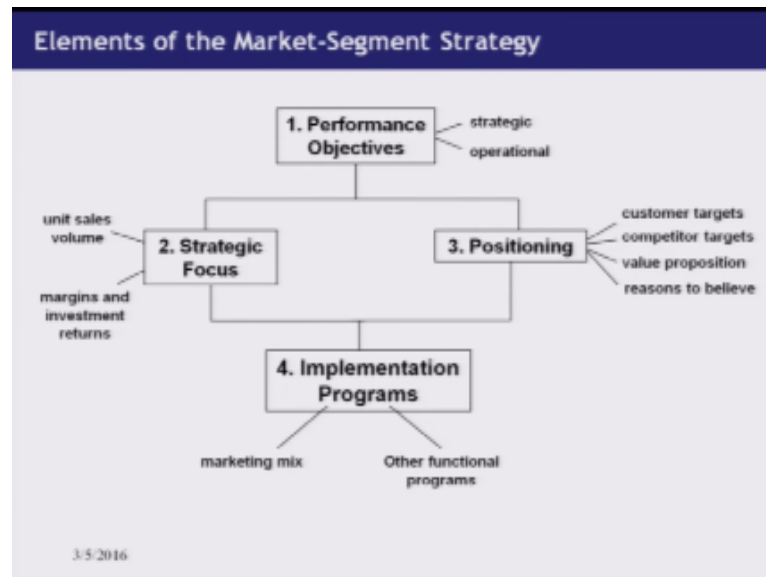 Elements of the Market-Segment Strategy
1. Performance
Objectives
strategic
operational
unit sales
volume
2. Strategic
Focus
margins and
investment
returns
3. Positioning
customer targets
competitor targets
value proposition
reasons to believe
4. Implementation
Programs
marketing mix
Other functional
programs
3/5/2016